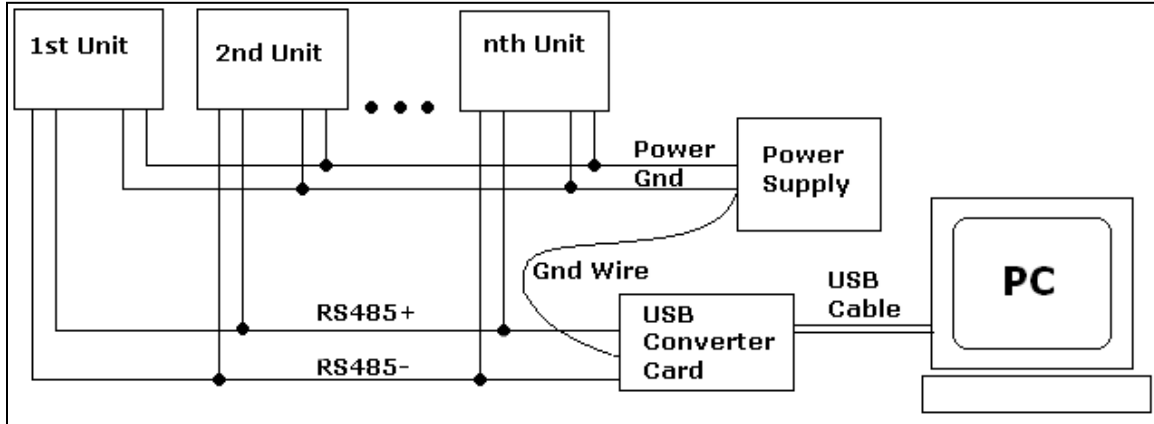 1st Unit
2nd Unit
nth Unit
Power
Gnd
Power
Supply
Gnd Wire
USB
Cable
PC
RS485+
RS485-
USB
Converter
Card